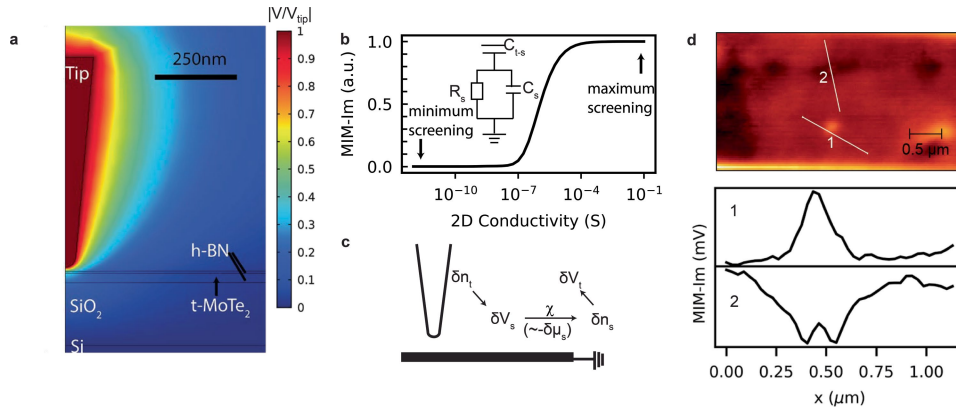 a
|V/V_tip|
1
0.9
0.8
0.7
0.6
0.5
0.4
0.3
0.2
0.1
0
250nm
Tip
h-BN
t-MoTe₂
SiO₂
Si
b
MIM-Im (a.u.)
1.0
0.5
0.0
C_t-s
R_s
C_s
minimum
screening
maximum
screening
10⁻¹⁰
10⁻⁷
10⁻⁴
10⁻¹
2D Conductivity (S)
c
δn_t
δV_t
δV_s
χ
(~-δμ_s)
δn_s
d
2
1
0.5 μm
1
2
MIM-Im (mV)
0.00
0.25
0.50
0.75
1.00
x (μm)